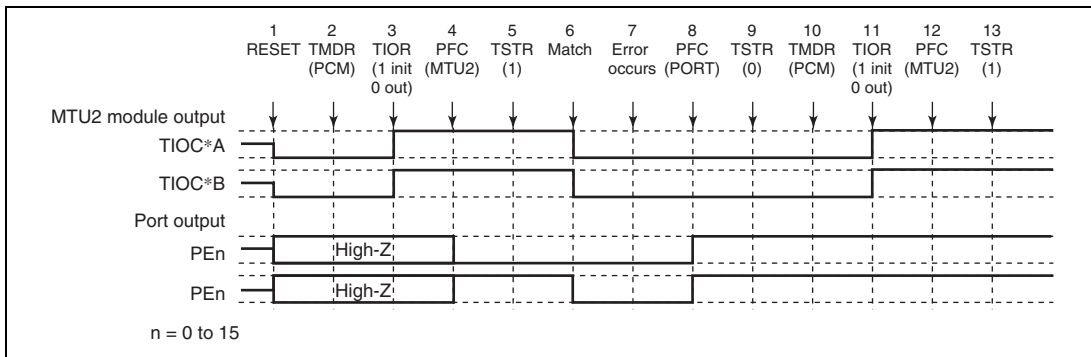 1 2 3 4 5 6 7 8 9 10 11 12 13
RESET TMDR TIOR PFC TSTR Match Error PFC TSTR TMDR TIOR PFC TSTR
(PCM) (1 init (MTU2) (1) occurs (PORT) (0) (PCM) (1 init (MTU2) (1)
0 out) 0 out)
MTU2 module output
TIOC*A
TIOC*B
Port output
PEn High-Z
PEn High-Z
n = 0 to 15